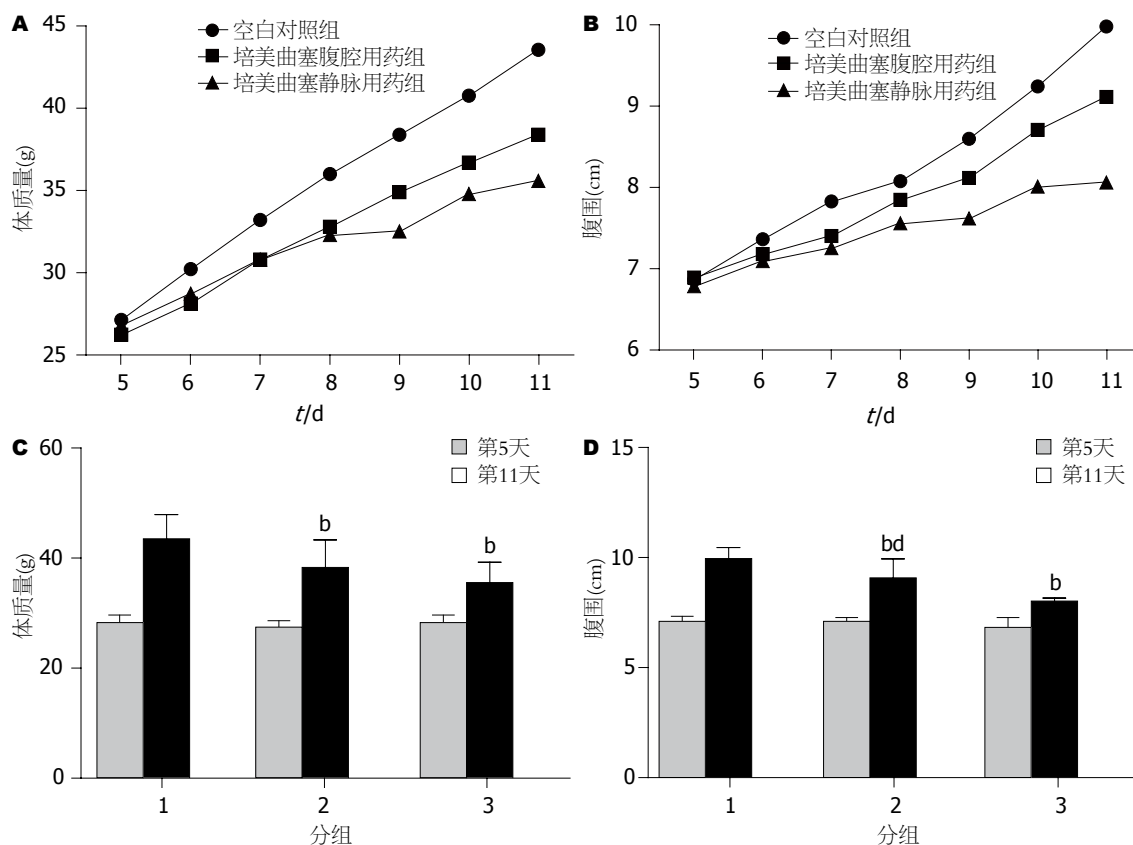 A
45
40
35
30
25
体质量(g)
空白对照组
培美曲塞腹腔用药组
培美曲塞静脉用药组
5 6 7 8 9 10 11
t/d
B
10
9
8
7
6
腹围(cm)
空白对照组
培美曲塞腹腔用药组
培美曲塞静脉用药组
5 6 7 8 9 10 11
t/d
C
60
40
20
0
体质量(g)
第5天
第11天
b
b
1 2 3
分组
D
15
10
5
0
腹围(cm)
第5天
第11天
bd
b
1 2 3
分组